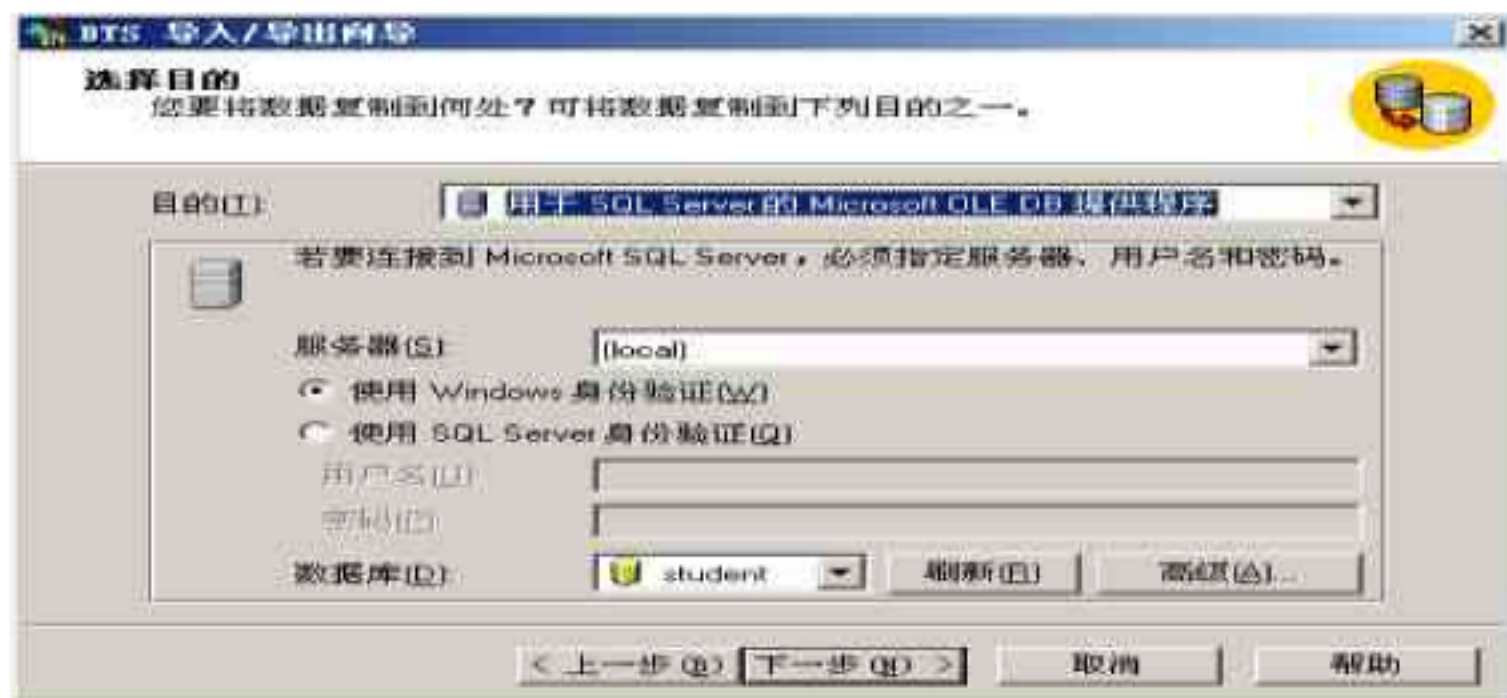 DTS 导入/导出向导
选择目的
您要将数据复制到何处？可将数据复制到下列目的之一。
目的(T):
用于 SQL Server 的 Microsoft OLE DB 提供程序
若要连接到 Microsoft SQL Server，必须指定服务器、用户名和密码。
服务器(S):
(local)
使用 Windows 身份验证(W)
使用 SQL Server 身份验证(Q)
用户名(U):
密码(P):
数据库(D):
student
刷新(R)
高级(A)...
< 上一步(B)
下一步(N) >
取消
帮助